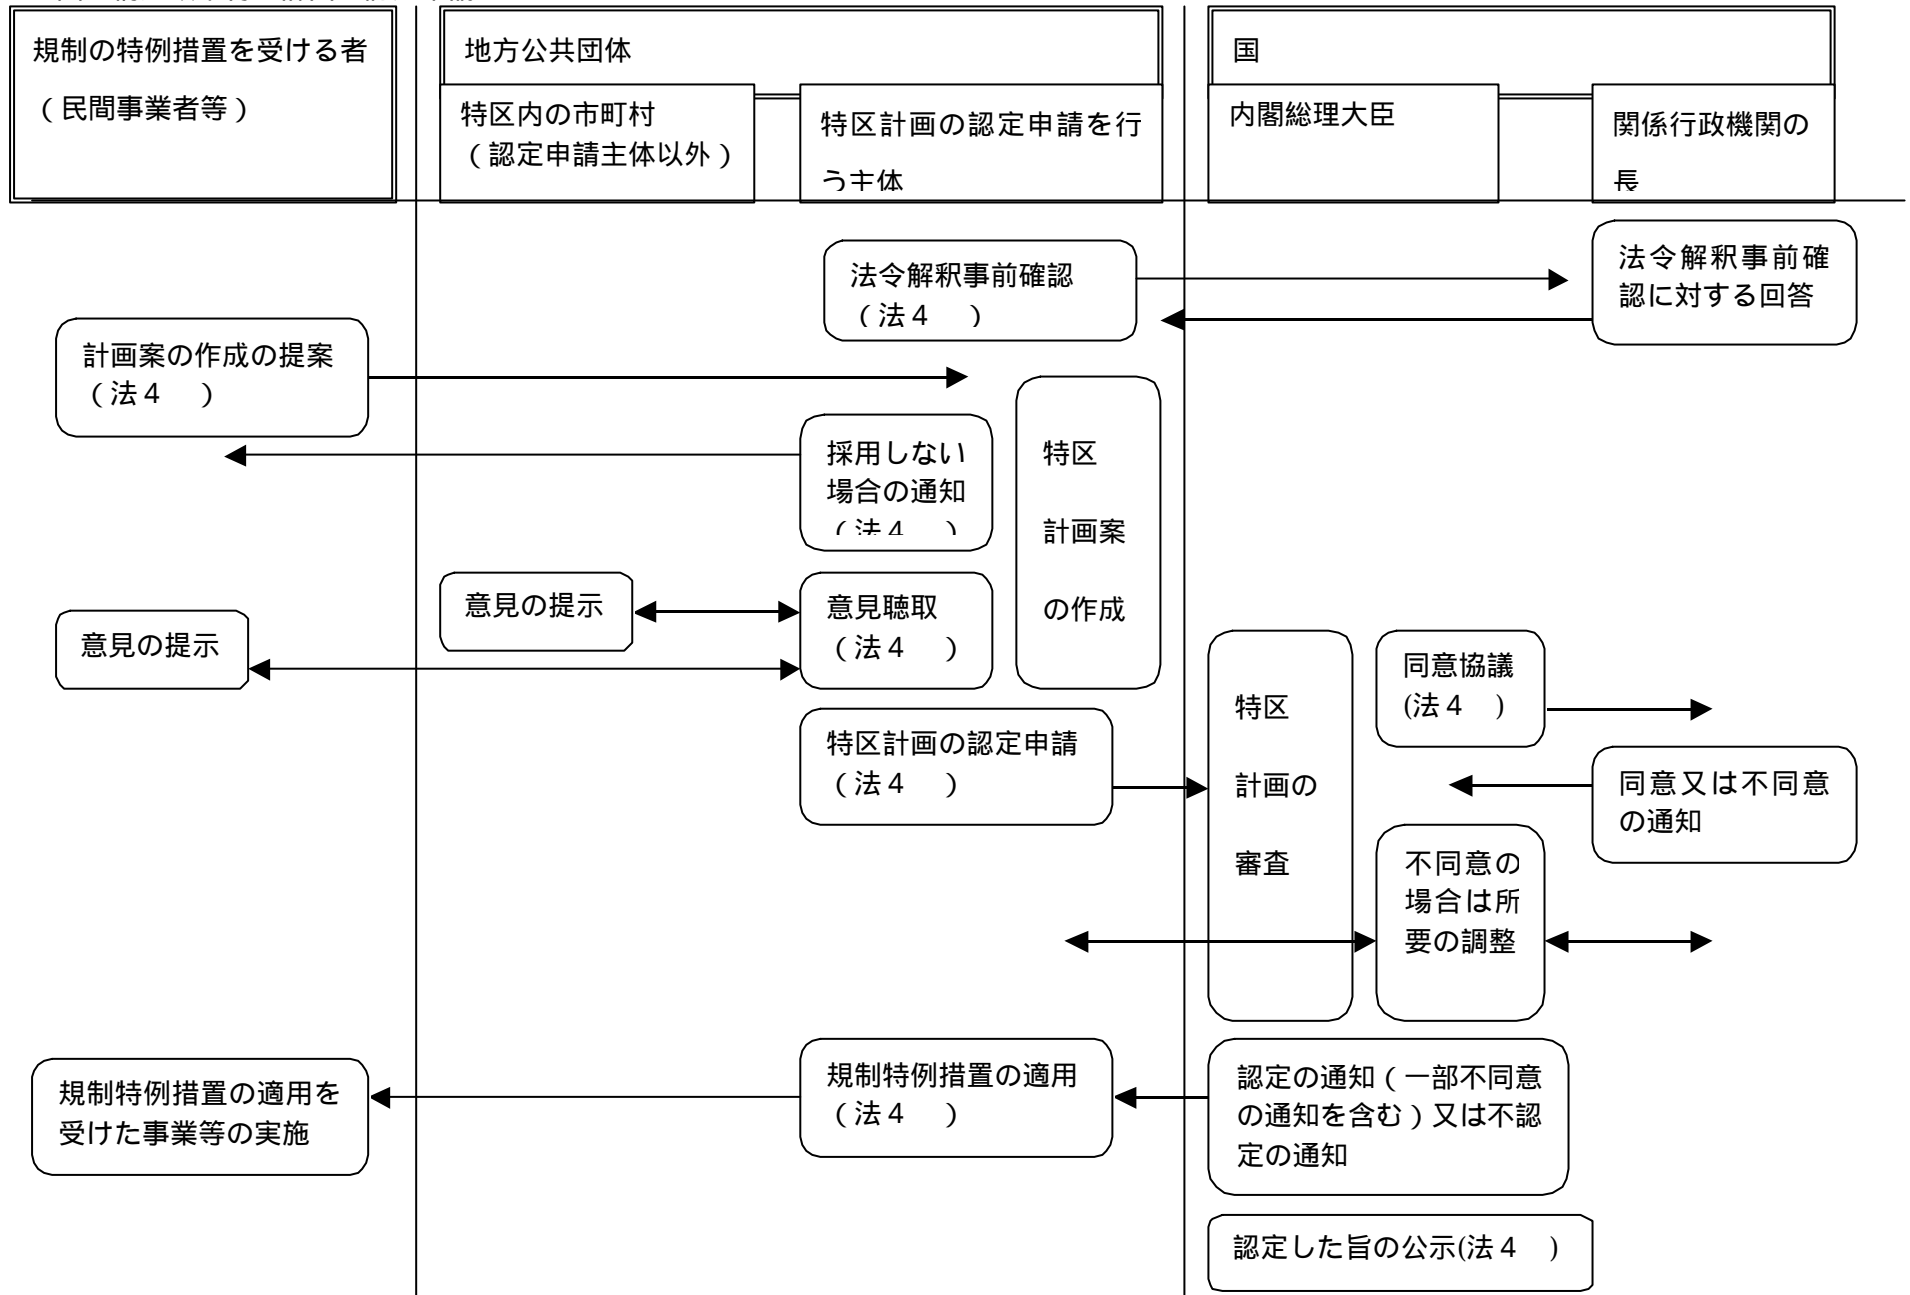 規制の特例措置を受ける者
（民間事業者等）
地方公共団体
特区内の市町村
（認定申請主体以外）
特区計画の認定申請を行
う主体
国
内閣総理大臣
関係行政機関の
長
法令解釈事前確認
（法４　）
法令解釈事前確
認に対する回答
計画案の作成の提案
（法４　）
採用しない
場合の通知
（法４　）
特区
計画案
の作成
意見の提示
意見聴取
（法４　）
意見の提示
特区計画の認定申請
（法４　）
特区
計画の
審査
同意協議
(法４　)
同意又は不同意
の通知
不同意の
場合は所
要の調整
規制特例措置の適用を
受けた事業等の実施
規制特例措置の適用
（法４　）
認定の通知（一部不同意
の通知を含む）又は不認
定の通知
認定した旨の公示(法４　)